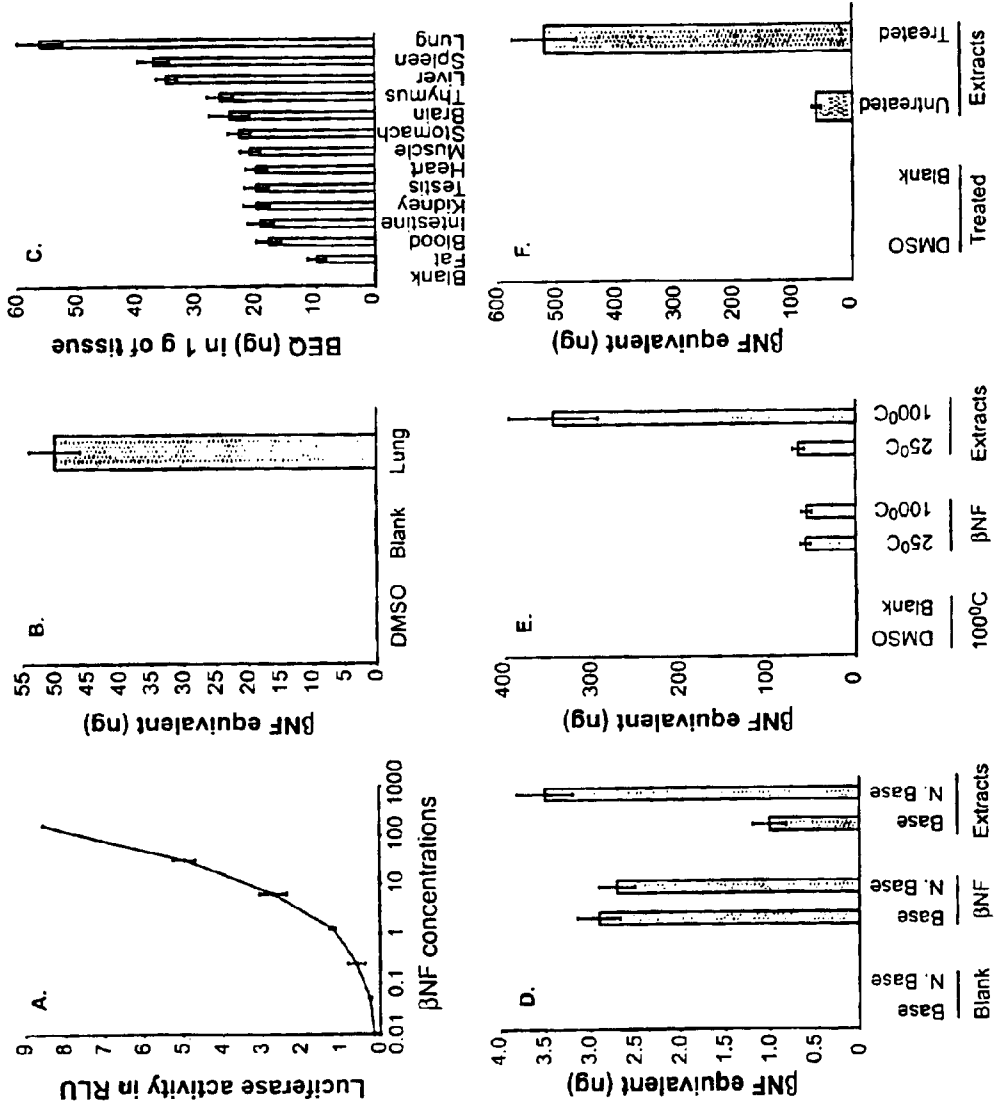 A.
Luciferase activity in RLU
9
8
7
6
5
4
3
2
1
0
0.01 0.1 1 10 100 1000
βNF concentrations
B.
βNF equivalent (ng)
55
50
45
40
35
30
25
20
15
10
5
0
DMSO Blank Lung
C.
BEQ (ng) in 1 g of tissue
60
50
40
30
20
10
0
Blank
Fat
Blood
Intestine
Kidney
Testis
Heart
Muscle
Stomach
Brain
Thymus
Liver
Spleen
Lung
D.
βNF equivalent (ng)
4.0
3.5
3.0
2.5
2.0
1.5
1.0
0.5
0
Base N. Base Base N. Base Base N. Base
Blank βNF Extracts
E.
βNF equivalent (ng)
400
300
200
100
0
DMSO Blank 25⁰C 100⁰C 25⁰C 100⁰C
100⁰C βNF Extracts
F.
βNF equivalent (ng)
600
500
400
300
200
100
0
DMSO Blank Untreated Treated
Treated Extracts